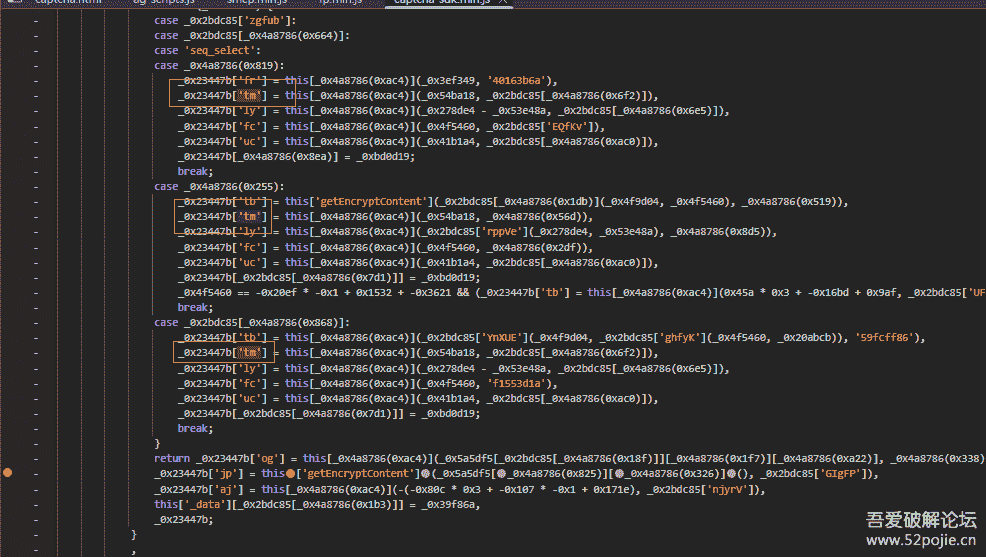 captcha.html ag-scripts.js smcp.min.js fp.min.js captcha-sdk.min.js ×
case _0x2bdc85['zgfub']:
case _0x2bdc85[_0x4a8786(0x664)]:
case 'seq_select':
case _0x4a8786(0x819):
_0x23447b['fr'] = this[_0x4a8786(0xac4)](_0x3ef349, '40163b6a'),
_0x23447b['tm'] = this[_0x4a8786(0xac4)](_0x54ba18, _0x2bdc85[_0x4a8786(0x6f2)]),
_0x23447b['ly'] = this[_0x4a8786(0xac4)](_0x278de4 - _0x53e48a, _0x2bdc85[_0x4a8786(0x6e5)]),
_0x23447b['fc'] = this[_0x4a8786(0xac4)](_0x4f5460, _0x2bdc85['EQfKv']),
_0x23447b['uc'] = this[_0x4a8786(0xac4)](_0x41b1a4, _0x2bdc85[_0x4a8786(0xac0)]),
_0x23447b[_0x4a8786(0x8ea)] = _0xbd0d19;
break;
case _0x4a8786(0x255):
_0x23447b['tb'] = this['getEncryptContent'](_0x2bdc85[_0x4a8786(0x1db)](_0x4f9d04, _0x4f5460), _0x4a8786(0x519)),
_0x23447b['tm'] = this[_0x4a8786(0xac4)](_0x54ba18, _0x4a8786(0x56d)),
_0x23447b['ly'] = this[_0x4a8786(0xac4)](_0x2bdc85['rppVe'](_0x278de4, _0x53e48a), _0x4a8786(0x8d5)),
_0x23447b['fc'] = this[_0x4a8786(0xac4)](_0x4f5460, _0x4a8786(0x2df)),
_0x23447b['uc'] = this[_0x4a8786(0xac4)](_0x41b1a4, _0x2bdc85[_0x4a8786(0xac0)]),
_0x23447b[_0x2bdc85[_0x4a8786(0x7d1)]] = _0xbd0d19,
_0x4f5460 == -0x20ef * -0x1 + 0x1532 + -0x3621 && (_0x23447b['tb'] = this[_0x4a8786(0xac4)](0x45a * 0x3 + -0x16bd + 0x9af, _0x2bdc85['UF
break;
case _0x2bdc85[_0x4a8786(0x868)]:
_0x23447b['tb'] = this[_0x4a8786(0xac4)](_0x2bdc85['YnXUE'](_0x4f9d04, _0x2bdc85['ghfyK'](_0x4f5460, _0x20abcb)), '59fcff86'),
_0x23447b['tm'] = this[_0x4a8786(0xac4)](_0x54ba18, _0x2bdc85[_0x4a8786(0x6f2)]),
_0x23447b['ly'] = this[_0x4a8786(0xac4)](_0x278de4 - _0x53e48a, _0x2bdc85[_0x4a8786(0x6e5)]),
_0x23447b['fc'] = this[_0x4a8786(0xac4)](_0x4f5460, 'f1553d1a'),
_0x23447b['uc'] = this[_0x4a8786(0xac4)](_0x41b1a4, _0x2bdc85[_0x4a8786(0xac0)]),
_0x23447b[_0x2bdc85[_0x4a8786(0x7d1)]] = _0xbd0d19;
break;
}
return _0x23447b['og'] = this[_0x4a8786(0xac4)](_0x5a5df5[_0x2bdc85[_0x4a8786(0x18f)]][_0x4a8786(0x1f7)][_0x4a8786(0xa22)], _0x4a8786(0x338)
_0x23447b['jp'] = this['getEncryptContent'](_0x5a5df5[_0x4a8786(0x825)][_0x4a8786(0x326)](), _0x2bdc85['GIgFP']),
_0x23447b['aj'] = this[_0x4a8786(0xac4)](-(-0x80c * 0x3 + -0x107 * -0x1 + 0x171e), _0x2bdc85['njyrV']),
this['_data'][_0x2bdc85[_0x4a8786(0x1b3)]] = _0x39f86a,
_0x23447b;
}
,
吾爱破解论坛
www.52pojie.cn